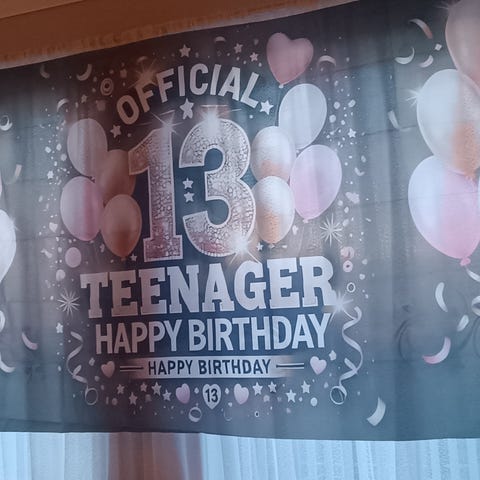 OFFICIAL
13
TEENAGER
HAPPY BIRTHDAY
HAPPY BIRTHDAY
13